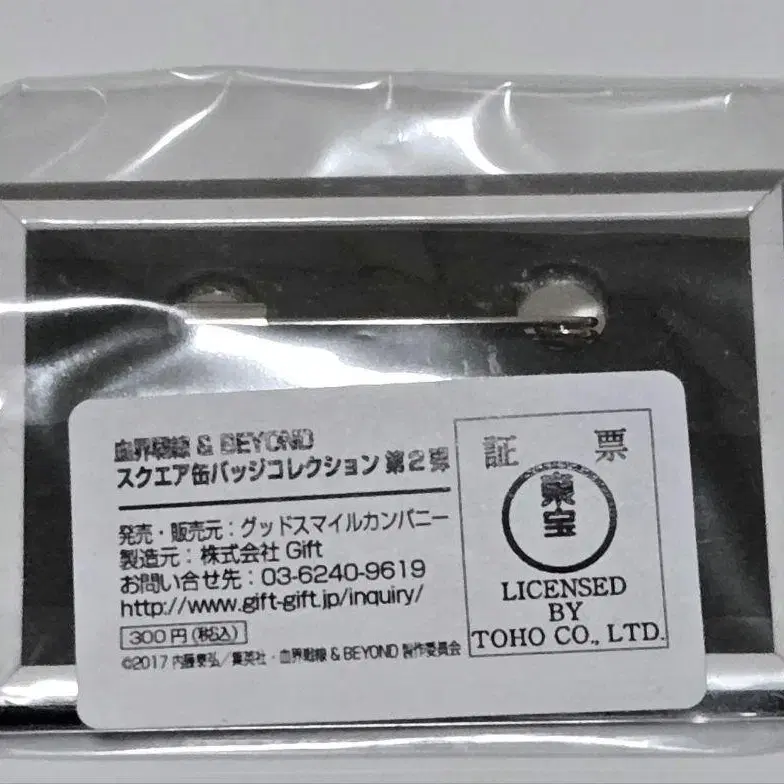 血界戦線 & BEYOND
スクエア缶バッジコレクション 第2弾
発売・販売元：グッドスマイルカンパニー
製造元：株式会社 Gift
お問い合せ先：03-6240-9619
http://www.gift-gift.jp/inquiry/
300円(税込)
©2017 内藤泰弘／集英社・血界戦線 & BEYOND 製作委員会
証 票
東宝
LICENSED
BY
TOHO CO., LTD.